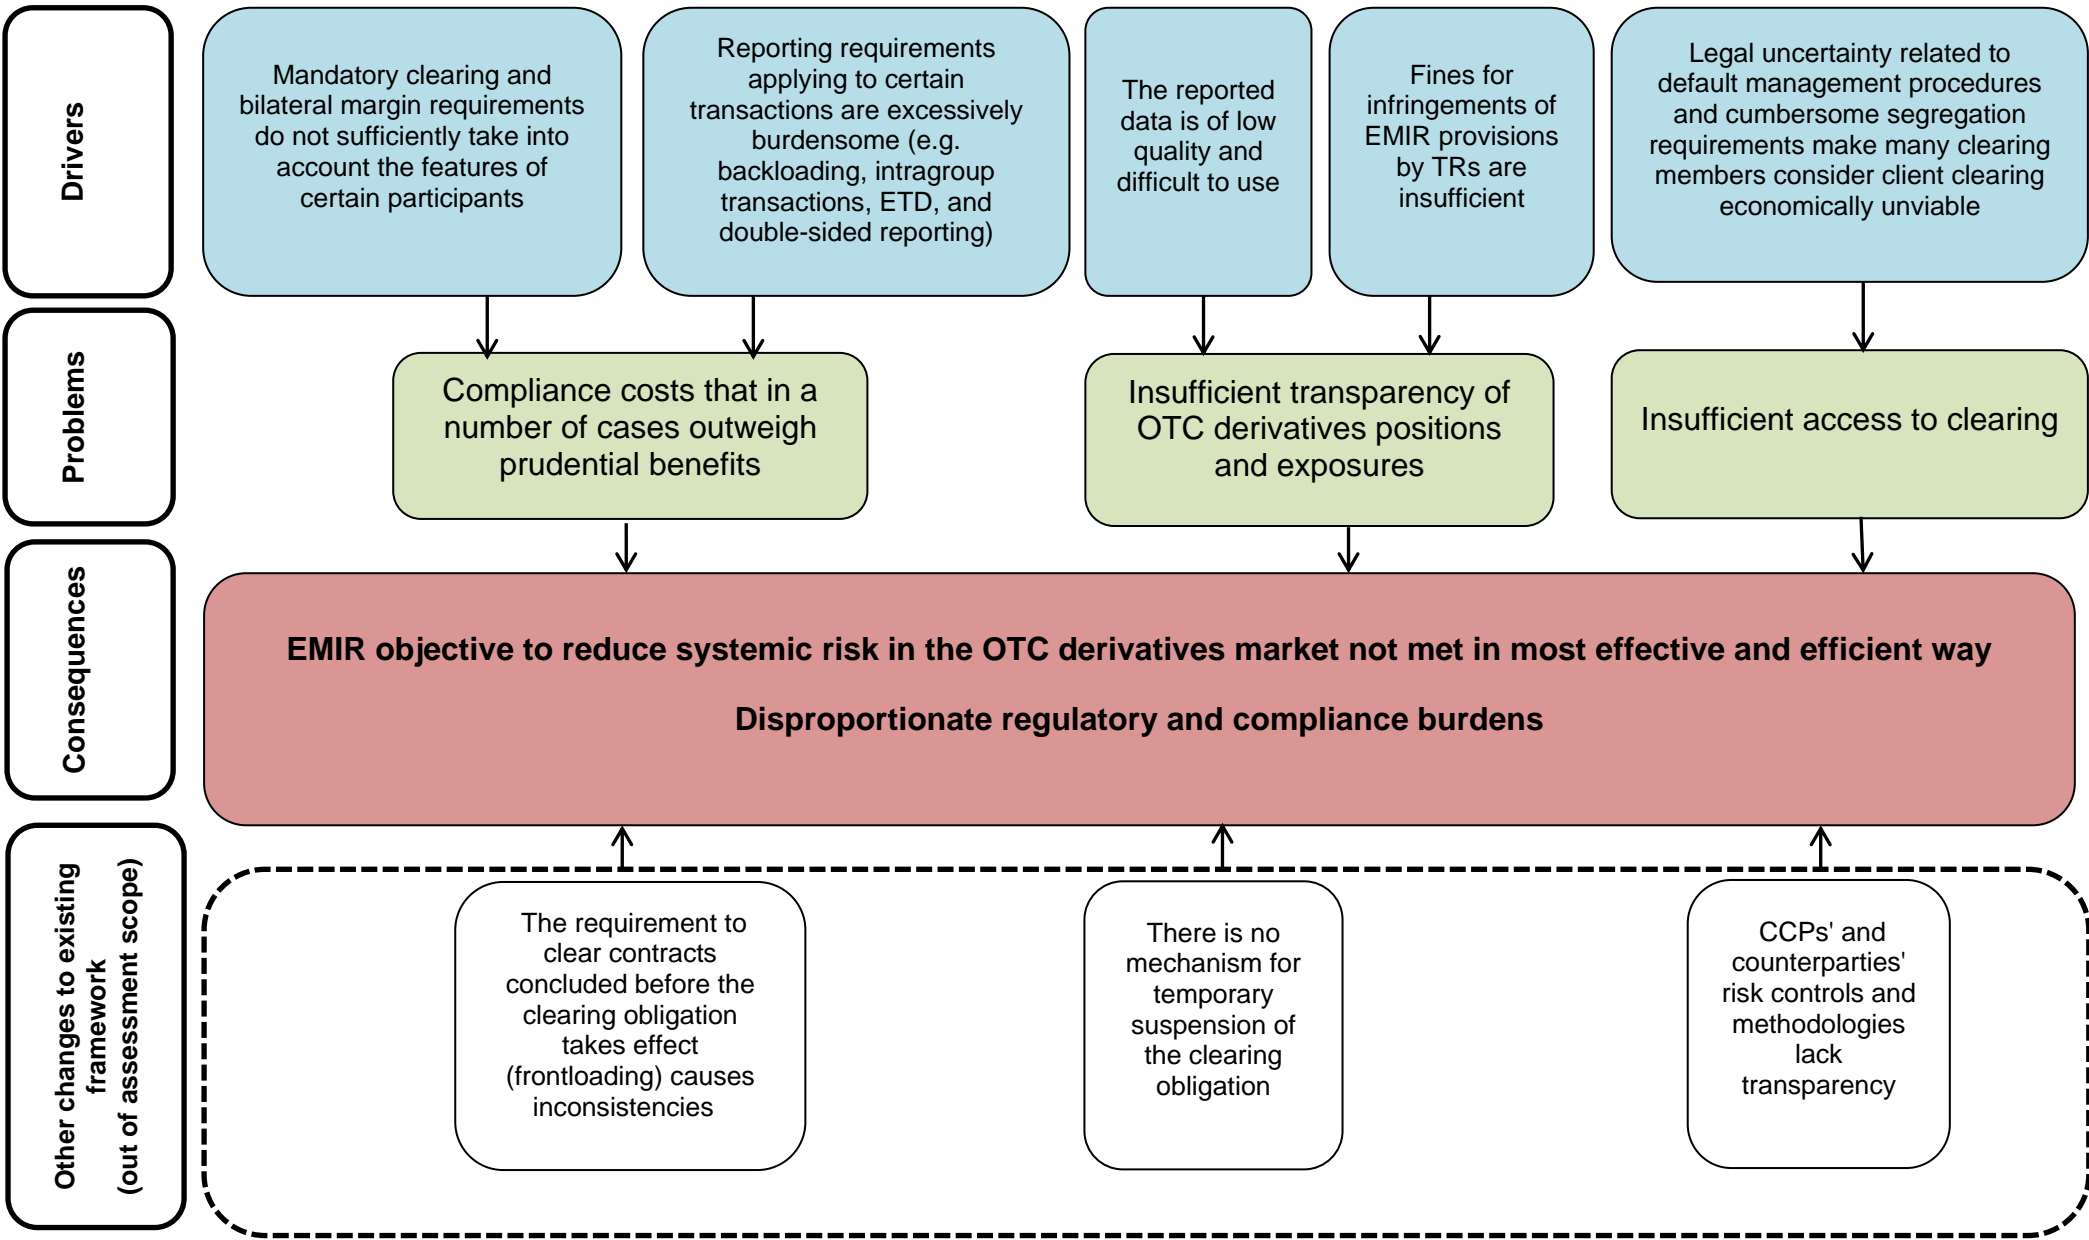 Drivers
Mandatory clearing and
bilateral margin requirements
do not sufficiently take into
account the features of
certain participants
Reporting requirements
applying to certain
transactions are excessively
burdensome (e.g.
backloading, intragroup
transactions, ETD, and
double-sided reporting)
The reported
data is of low
quality and
difficult to use
Fines for
infringements of
EMIR provisions
by TRs are
insufficient
Legal uncertainty related to
default management procedures
and cumbersome segregation
requirements make many clearing
members consider client clearing
economically unviable
Problems
Compliance costs that in a
number of cases outweigh
prudential benefits
Insufficient transparency of
OTC derivatives positions
and exposures
Insufficient access to clearing
Consequences
EMIR objective to reduce systemic risk in the OTC derivatives market not met in most effective and efficient way
Disproportionate regulatory and compliance burdens
Other changes to existing
framework
(out of assessment scope)
The requirement to
clear contracts
concluded before the
clearing obligation
takes effect
(frontloading) causes
inconsistencies
There is no
mechanism for
temporary
suspension of
the clearing
obligation
CCPs' and
counterparties'
risk controls and
methodologies
lack
transparency